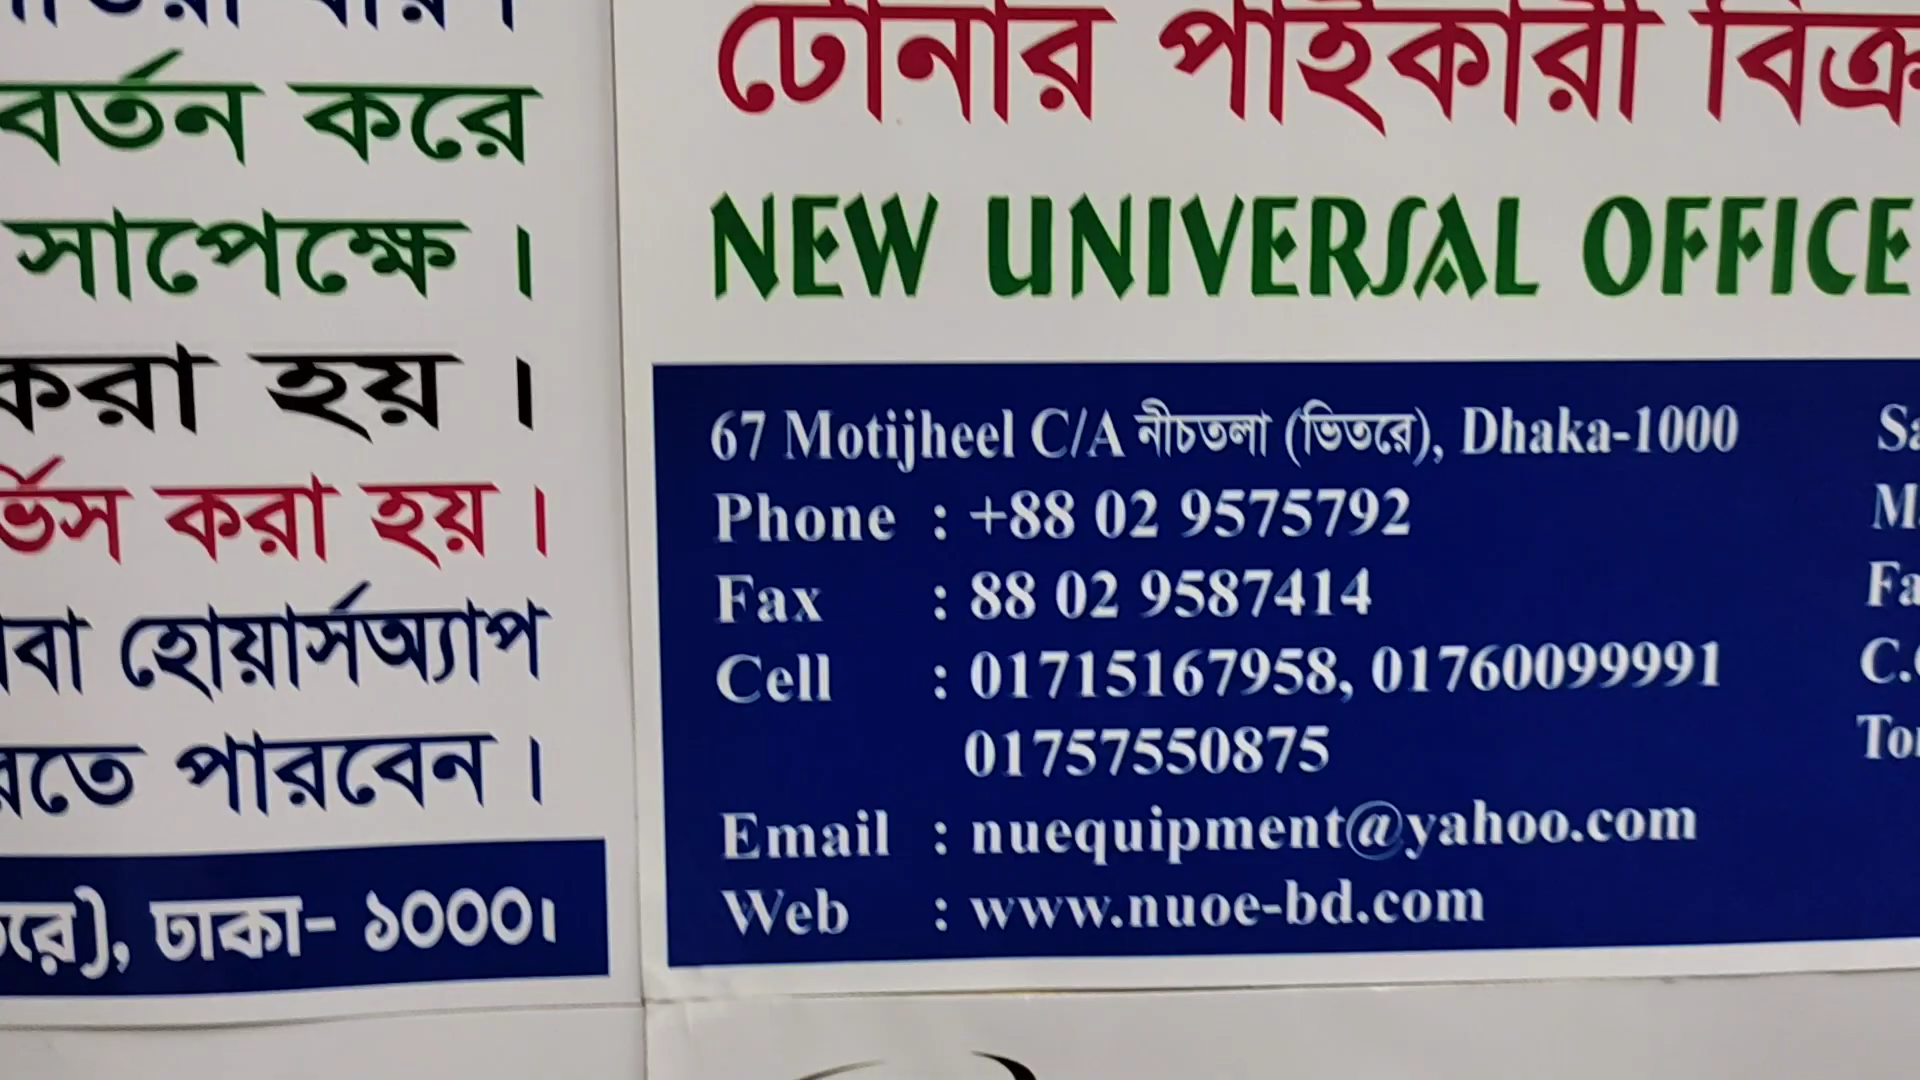 বর্তন করে
সাপেক্ষে ।
করা হয় ।
র্ভিস করা হয় ।
বা হোয়ার্সঅ্যাপ
রতে পারবেন ।
রে), ঢাকা- ১০০০।
টোনার পাইকারী বিক্র
NEW UNIVERSAL OFFICE
67 Motijheel C/A নীচতলা (ভিতরে), Dhaka-1000
Phone : +88 02 9575792
Fax : 88 02 9587414
Cell : 01715167958, 01760099991
01757550875
Email : nuequipment@yahoo.com
Web : www.nuoe-bd.com